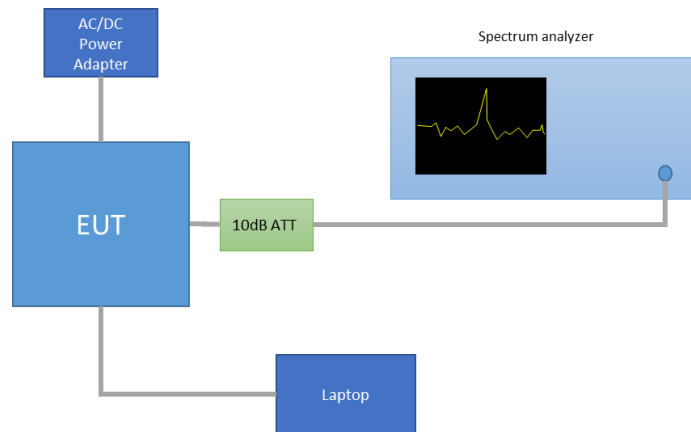 AC/DC
Power
Adapter
Spectrum analyzer
EUT
10dB ATT
Laptop